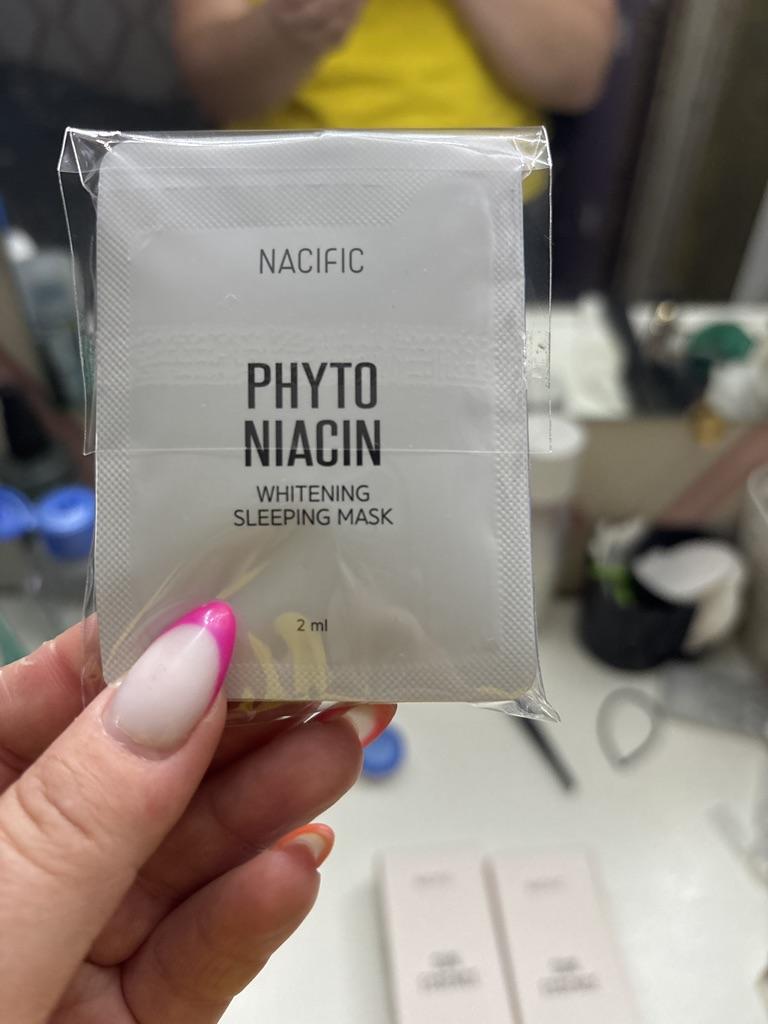 NACIFIC
PHYTO
NIACIN
WHITENING
SLEEPING MASK
2 ml